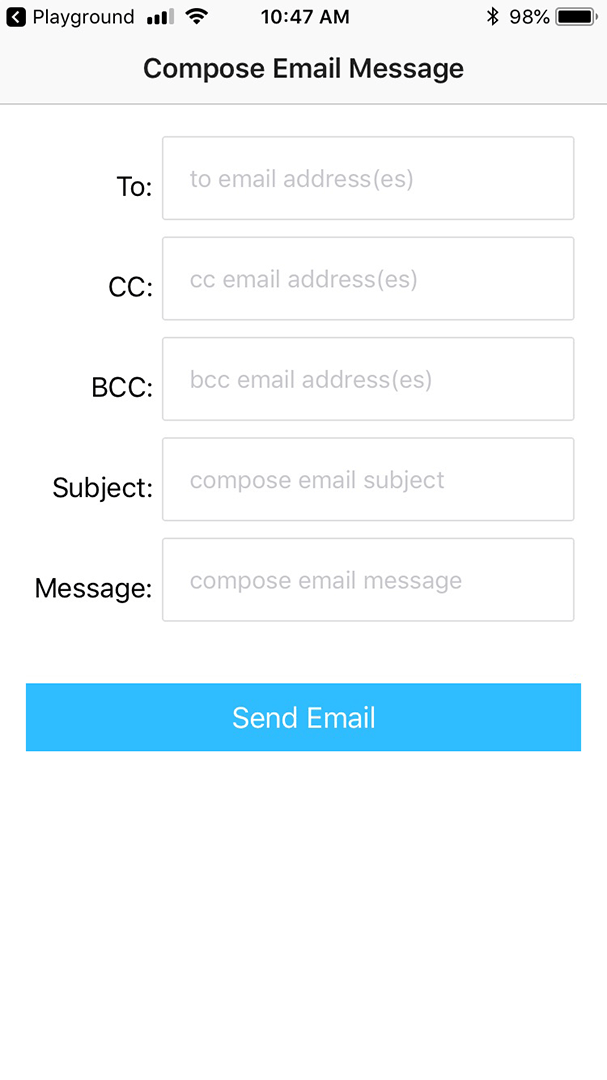 Playground 10:47 AM 98%
Compose Email Message
To: to email address(es)
CC: cc email address(es)
BCC: bcc email address(es)
Subject: compose email subject
Message: compose email message
Send Email